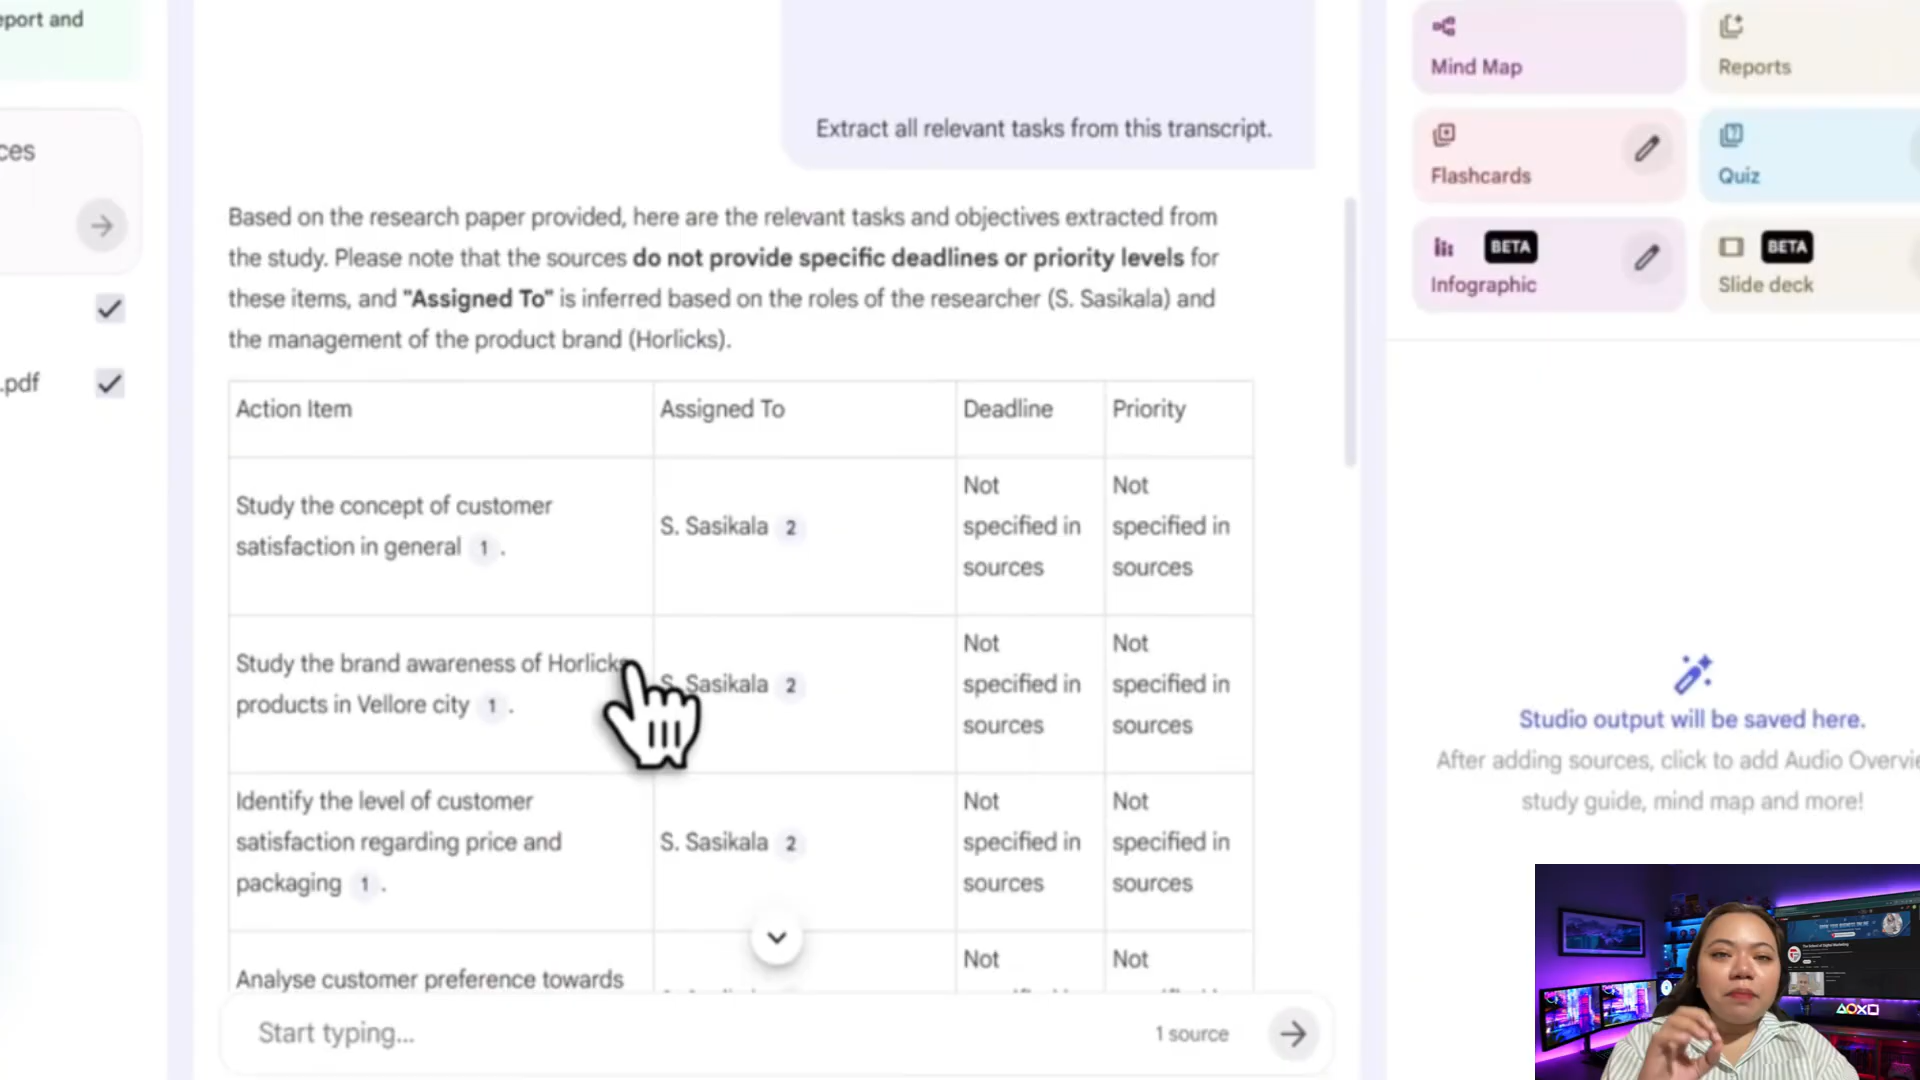 eport and
ces
.pdf
Extract all relevant tasks from this transcript.
Based on the research paper provided, here are the relevant tasks and objectives extracted from
the study. Please note that the sources do not provide specific deadlines or priority levels for
these items, and "Assigned To" is inferred based on the roles of the researcher (S. Sasikala) and
the management of the product brand (Horlicks).
Action Item
Assigned To
Deadline
Priority
Study the concept of customer
satisfaction in general 1 .
S. Sasikala 2
Not
specified in
sources
Not
specified in
sources
Study the brand awareness of Horlicks
products in Vellore city 1 .
S. Sasikala 2
Not
specified in
sources
Not
specified in
sources
Identify the level of customer
satisfaction regarding price and
packaging 1 .
S. Sasikala 2
Not
specified in
sources
Not
specified in
sources
Analyse customer preference towards
Not
Not
Start typing...
1 source
Mind Map
Reports
Flashcards
Quiz
BETA
Infographic
BETA
Slide deck
Studio output will be saved here.
After adding sources, click to add Audio Overvie
study guide, mind map and more!